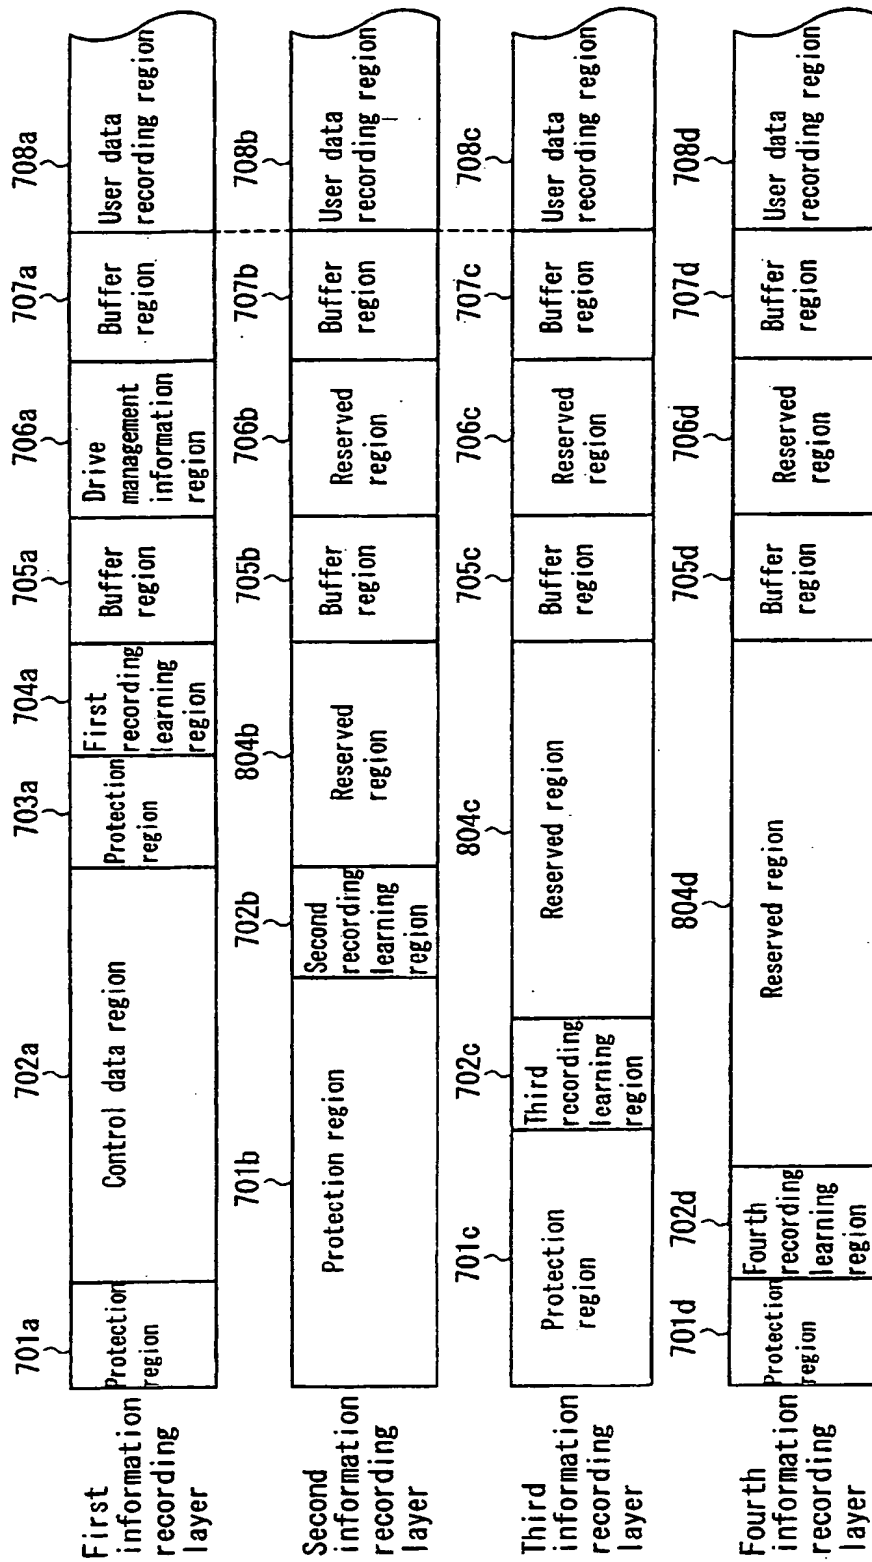 First
information
recording
layer
701a
Protection
region
702a
Control data region
703a
Protection
region
704a
First
recording
learning
region
705a
Buffer
region
706a
Drive
management
information
region
707a
Buffer
region
708a
User data
recording region
Second
information
recording
layer
701b
Protection region
702b
Second
recording
learning
region
804b
Reserved
region
705b
Buffer
region
706b
Reserved
region
707b
Buffer
region
708b
User data
recording region
Third
information
recording
layer
701c
Protection
region
702c
Third
recording
learning
region
804c
Reserved region
705c
Buffer
region
706c
Reserved
region
707c
Buffer
region
708c
User data
recording region
Fourth
information
recording
layer
701d
Protection
region
702d
Fourth
recording
learning
region
804d
Reserved region
705d
Buffer
region
706d
Reserved
region
707d
Buffer
region
708d
User data
recording region